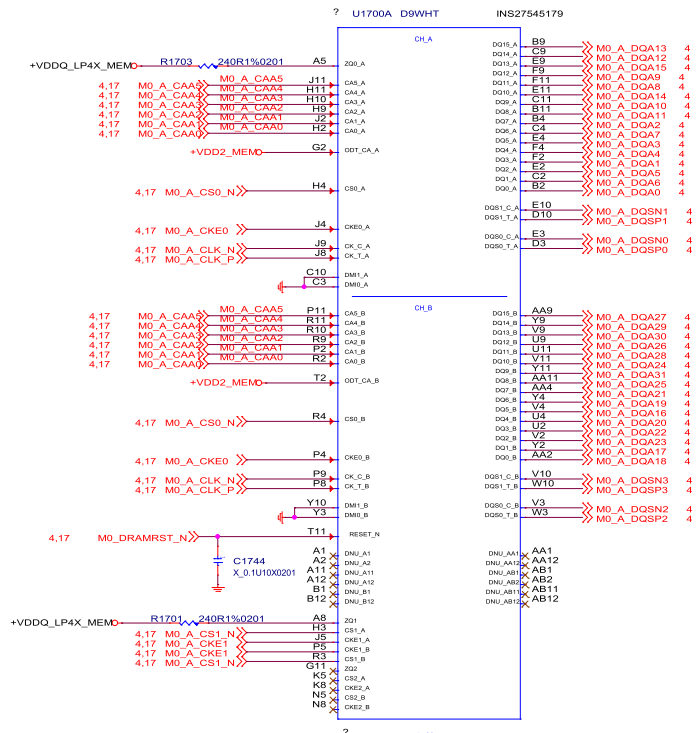 ? U1700A D9WHT INS27545179
CH_A
+VDDQ_LP4X_MEM R1703 240R1%0201 A5 ZQ0_A
4,17 M0_A_CAA5 M0_A_CAA5 J11 CA5_A
4,17 M0_A_CAA4 M0_A_CAA4 H11 CA4_A
4,17 M0_A_CAA3 M0_A_CAA3 H10 CA3_A
4,17 M0_A_CAA2 M0_A_CAA2 H9 CA2_A
4,17 M0_A_CAA1 M0_A_CAA1 J2 CA1_A
4,17 M0_A_CAA0 M0_A_CAA0 H2 CA0_A
+VDD2_MEM G2 ODT_CA_A
4,17 M0_A_CS0_N H4 CS0_A
4,17 M0_A_CKE0 J4 CKE0_A
4,17 M0_A_CLK_N J9 CK_C_A
4,17 M0_A_CLK_P J8 CK_T_A
C10 DMI1_A
C3 DMI0_A
DQ15_A B9 M0_A_DQA13 4
DQ14_A C9 M0_A_DQA12 4
DQ13_A E9 M0_A_DQA15 4
DQ12_A F9 M0_A_DQA9 4
DQ11_A F11 M0_A_DQA8 4
DQ10_A E11 M0_A_DQA14 4
DQ9_A C11 M0_A_DQA10 4
DQ8_A B11 M0_A_DQA11 4
DQ7_A B4 M0_A_DQA2 4
DQ6_A C4 M0_A_DQA7 4
DQ5_A E4 M0_A_DQA3 4
DQ4_A F4 M0_A_DQA4 4
DQ3_A F2 M0_A_DQA1 4
DQ2_A E2 M0_A_DQA5 4
DQ1_A C2 M0_A_DQA6 4
DQ0_A B2 M0_A_DQA0 4
DQS1_C_A E10 M0_A_DQSN1 4
DQS1_T_A D10 M0_A_DQSP1 4
DQS0_C_A E3 M0_A_DQSN0 4
DQS0_T_A D3 M0_A_DQSP0 4
CH_B
4,17 M0_A_CAA5 M0_A_CAA5 P11 CA5_B
4,17 M0_A_CAA4 M0_A_CAA4 R11 CA4_B
4,17 M0_A_CAA3 M0_A_CAA3 R10 CA3_B
4,17 M0_A_CAA2 M0_A_CAA2 R9 CA2_B
4,17 M0_A_CAA1 M0_A_CAA1 P2 CA1_B
4,17 M0_A_CAA0 M0_A_CAA0 R2 CA0_B
+VDD2_MEM T2 ODT_CA_B
4,17 M0_A_CS0_N R4 CS0_B
4,17 M0_A_CKE0 P4 CKE0_B
4,17 M0_A_CLK_N P9 CK_C_B
4,17 M0_A_CLK_P P8 CK_T_B
Y10 DMI1_B
Y3 DMI0_B
4,17 M0_DRAMRST_N T11 RESET_N
C1744
X_0.1U10X0201
DQ15_B AA9 M0_A_DQA27 4
DQ14_B Y9 M0_A_DQA29 4
DQ13_B V9 M0_A_DQA30 4
DQ12_B U9 M0_A_DQA26 4
DQ11_B U11 M0_A_DQA28 4
DQ10_B V11 M0_A_DQA24 4
DQ9_B Y11 M0_A_DQA31 4
DQ8_B AA11 M0_A_DQA25 4
DQ7_B AA4 M0_A_DQA21 4
DQ6_B Y4 M0_A_DQA19 4
DQ5_B V4 M0_A_DQA16 4
DQ4_B U4 M0_A_DQA20 4
DQ3_B U2 M0_A_DQA22 4
DQ2_B V2 M0_A_DQA23 4
DQ1_B Y2 M0_A_DQA17 4
DQ0_B AA2 M0_A_DQA18 4
DQS1_C_B V10 M0_A_DQSN3 4
DQS1_T_B W10 M0_A_DQSP3 4
DQS0_C_B V3 M0_A_DQSN2 4
DQS0_T_B W3 M0_A_DQSP2 4
A1 DNU_A1 DNU_AA1 AA1
A2 DNU_A2 DNU_AA12 AA12
A11 DNU_A11 DNU_AB1 AB1
A12 DNU_A12 DNU_AB2 AB2
B1 DNU_B1 DNU_AB11 AB11
B12 DNU_B12 DNU_AB12 AB12
+VDDQ_LP4X_MEM R1701 240R1%0201 A8 ZQ1
4,17 M0_A_CS1_N H3 CS1_A
4,17 M0_A_CKE1 J5 CKE1_A
4,17 M0_A_CKE1 P5 CKE1_B
4,17 M0_A_CS1_N R3 CS1_B
G11 ZQ2
K5 CS2_A
K8 CKE2_A
N5 CS2_B
N8 CKE2_B
?